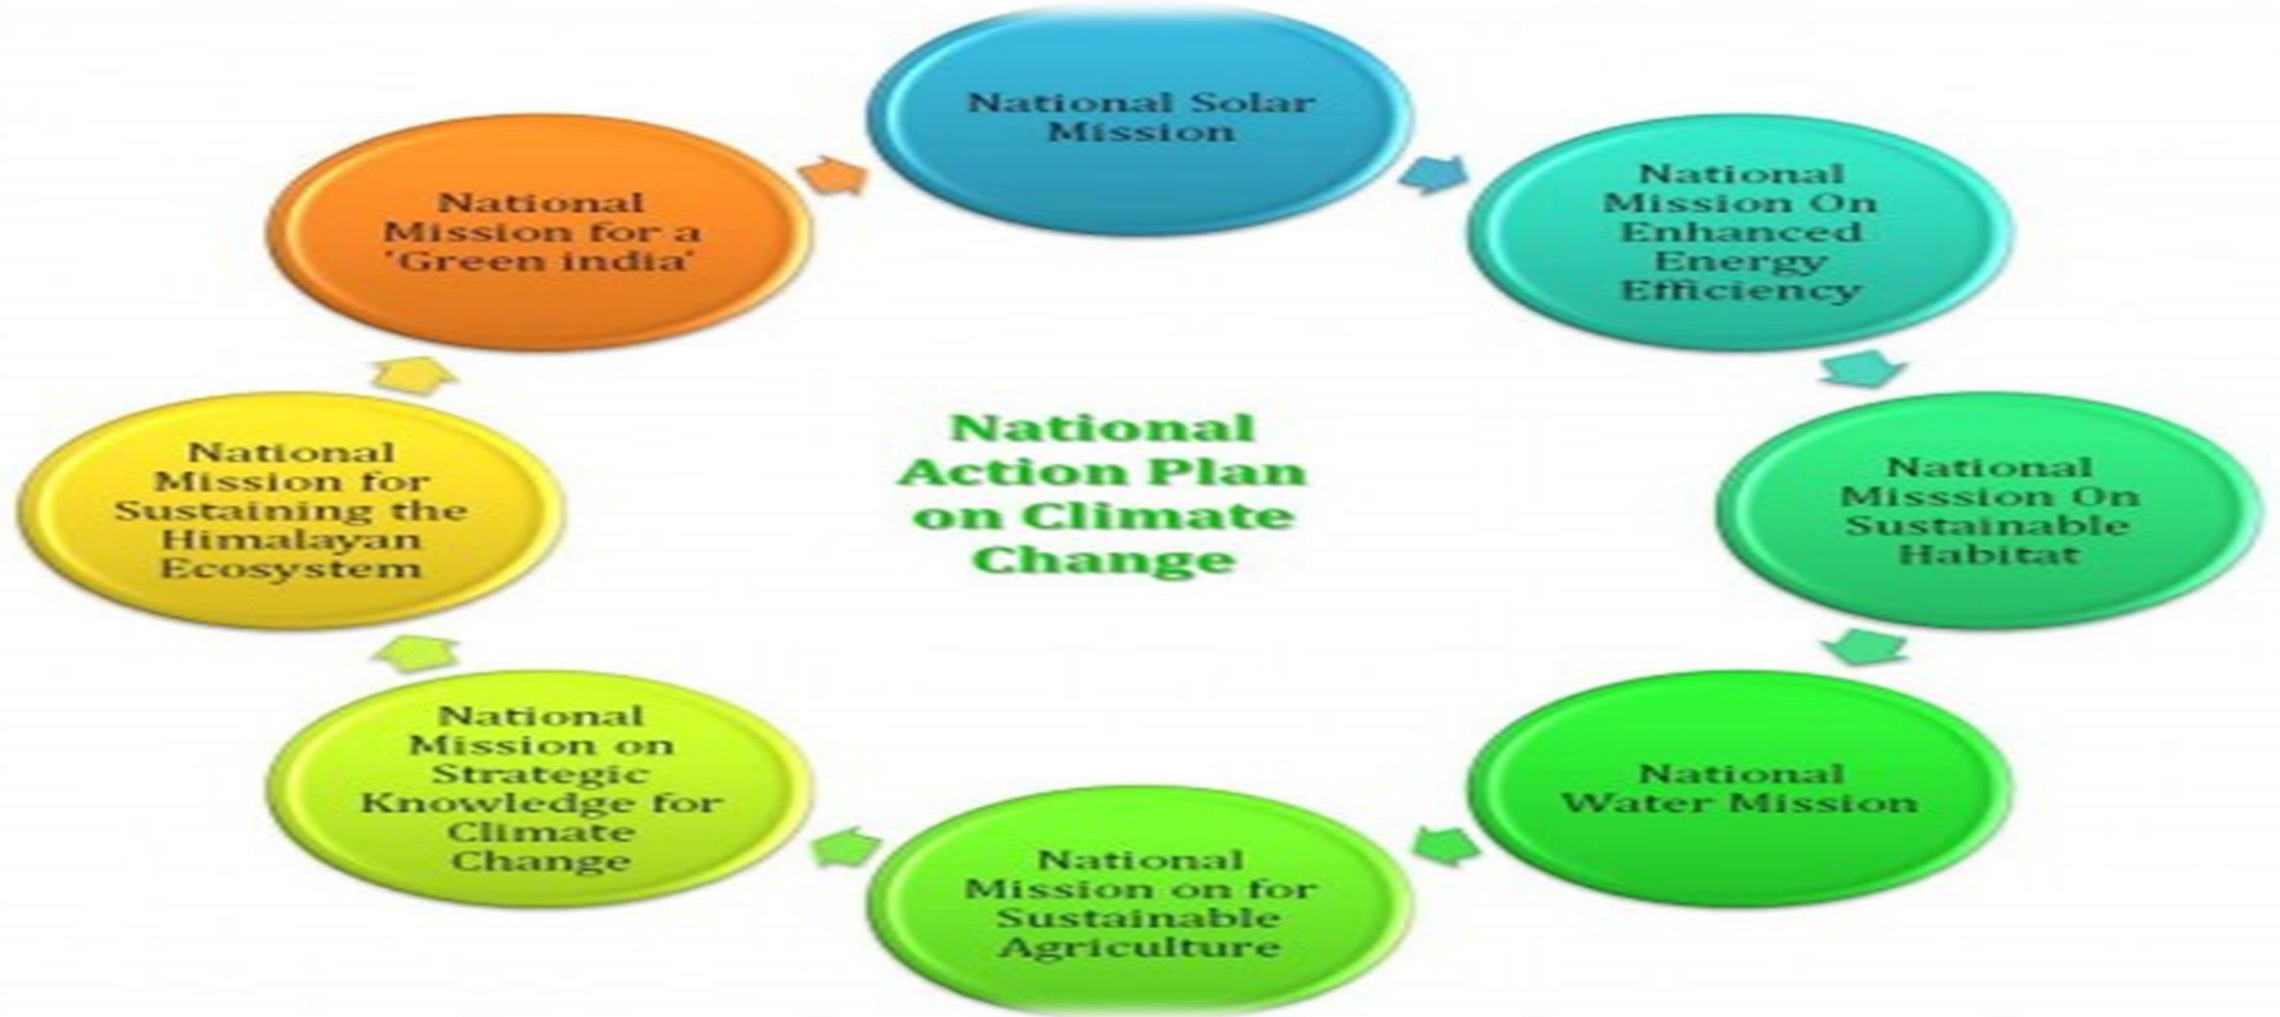 National Solar
Mission
National
Mission On
Enhanced
Energy
Efficiency
National
Misssion On
Sustainable
Habitat
National
Water Mission
National
Mission on for
Sustainable
Agriculture
National
Mission on
Strategic
Knowledge for
Climate
Change
National
Mission for
Sustaining the
Himalayan
Ecosystem
National
Mission for a
'Green india'
National
Action Plan
on Climate
Change